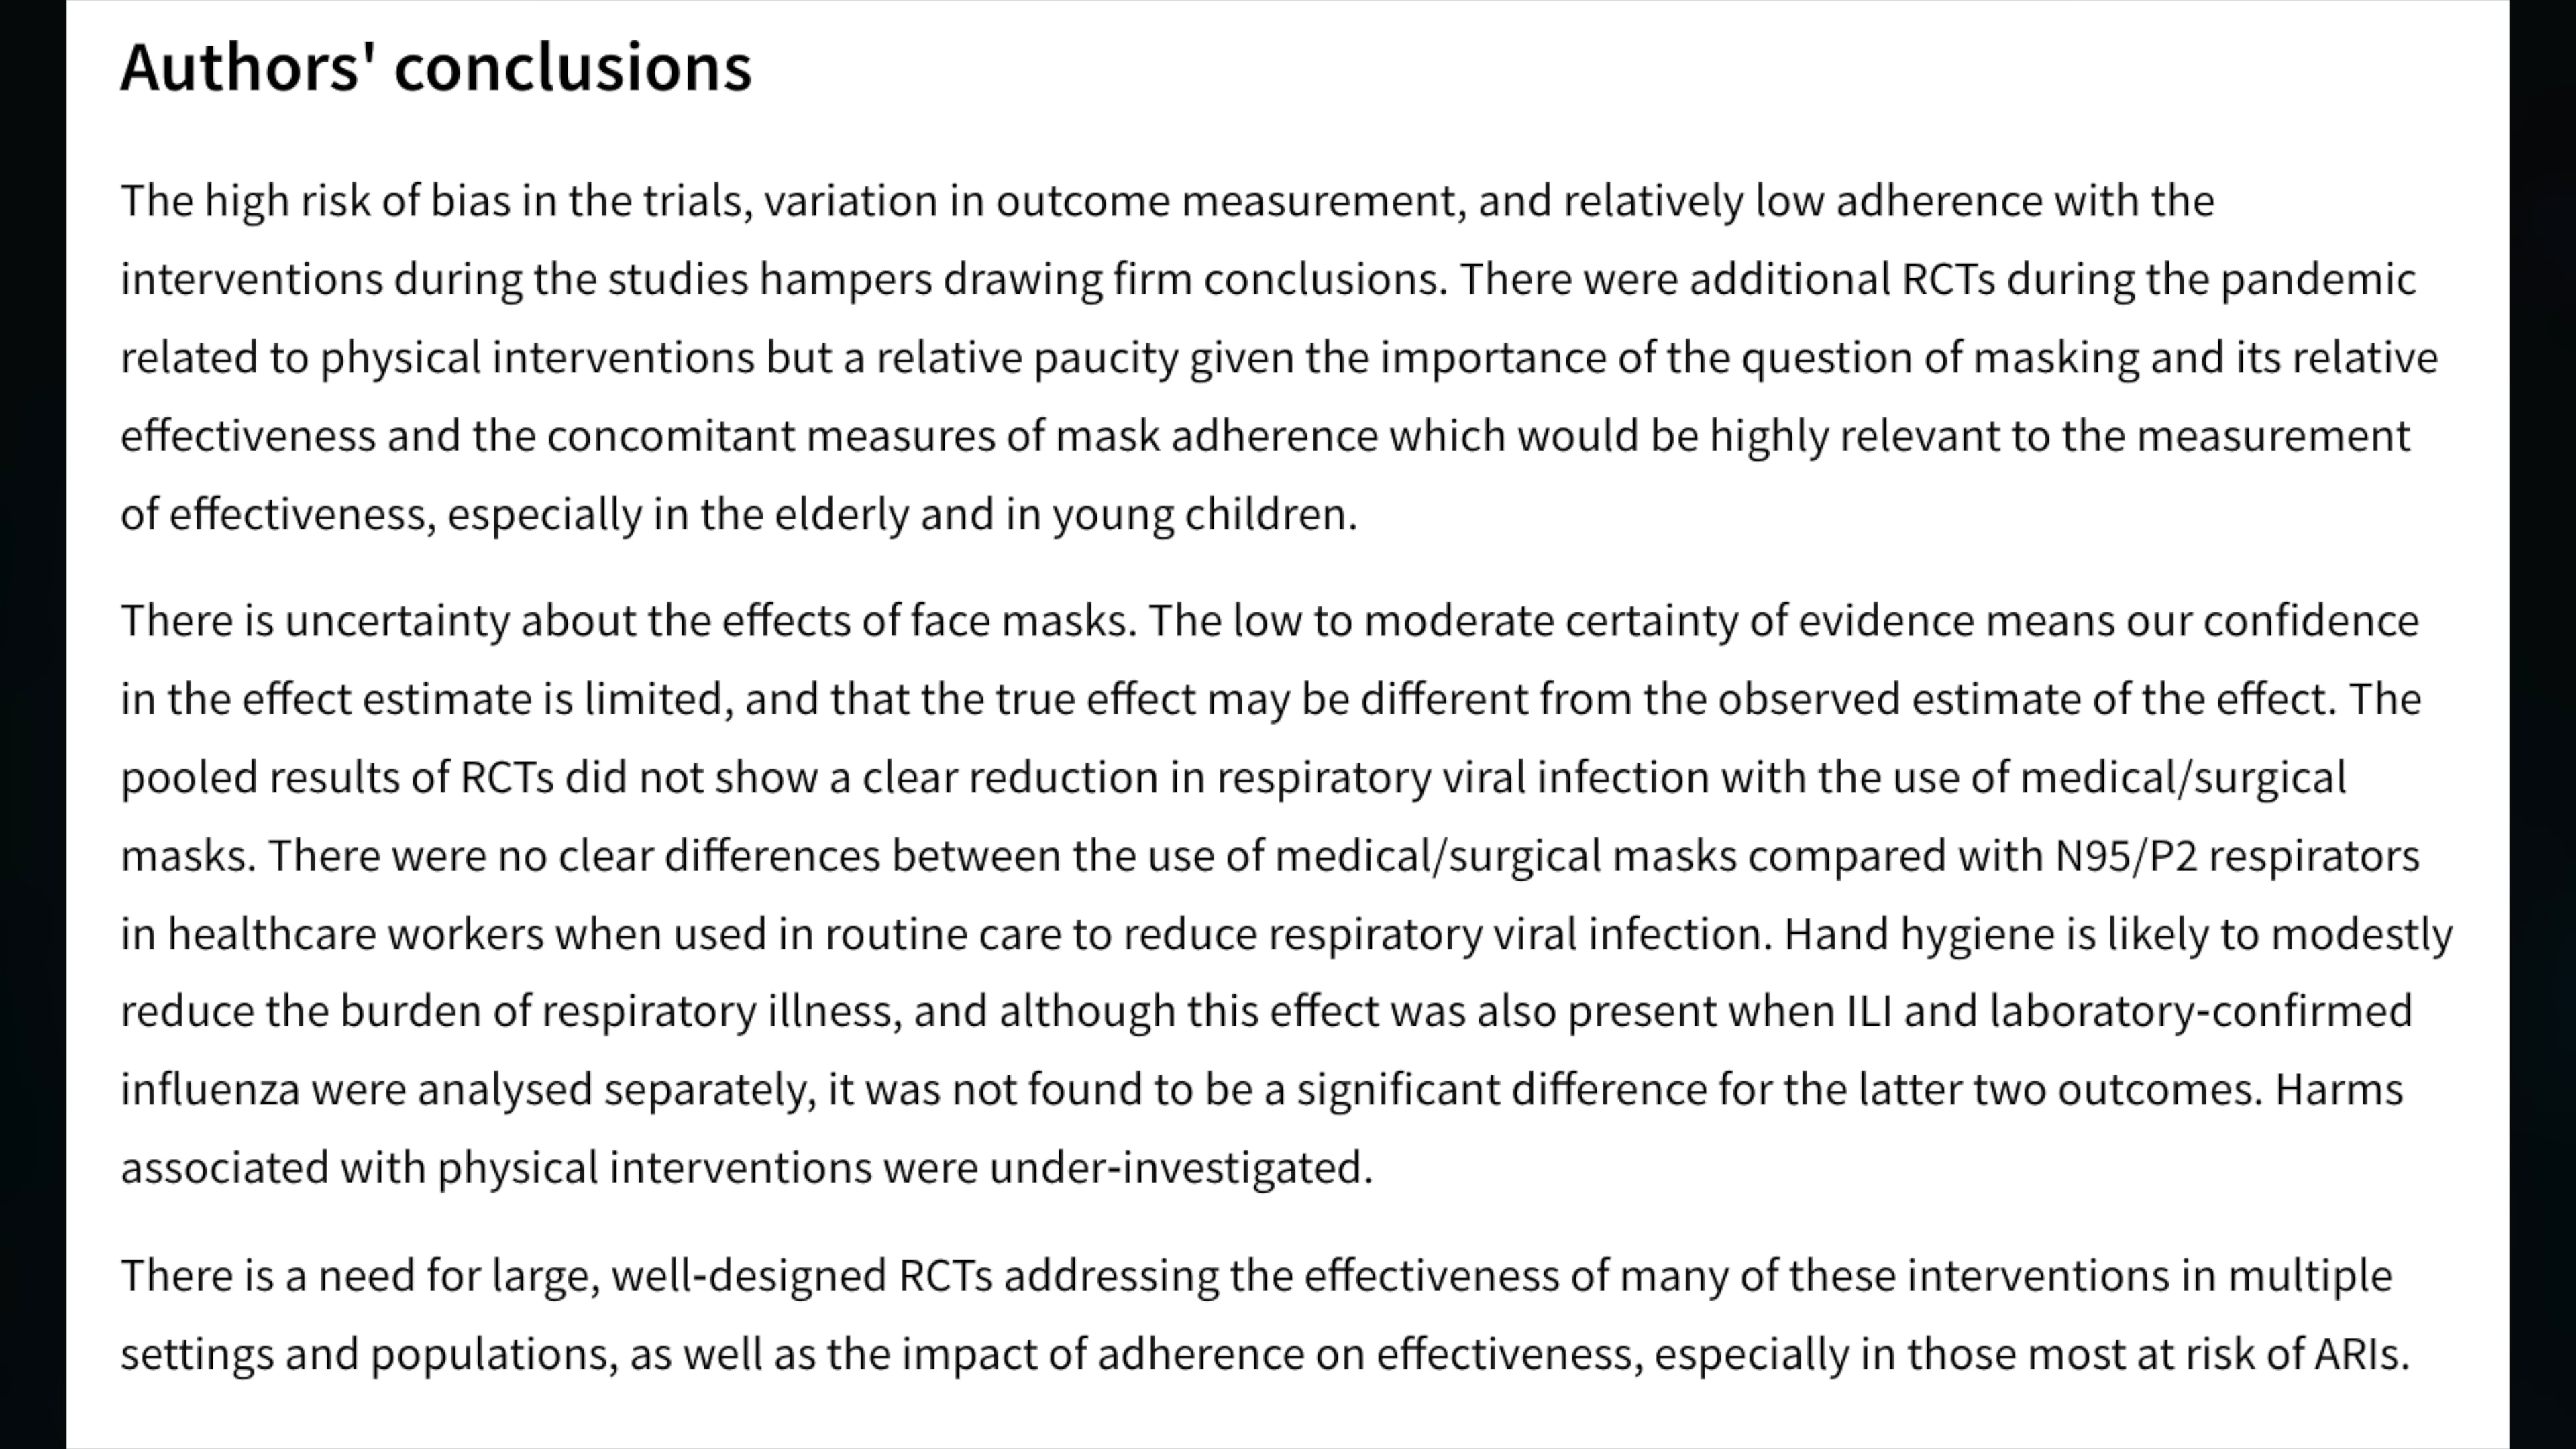 Authors' conclusions
The high risk of bias in the trials, variation in outcome measurement, and relatively low adherence with the
interventions during the studies hampers drawing firm conclusions. There were additional RCTs during the pandemic
related to physical interventions but a relative paucity given the importance of the question of masking and its relative
effectiveness and the concomitant measures of mask adherence which would be highly relevant to the measurement
of effectiveness, especially in the elderly and in young children.
There is uncertainty about the effects of face masks. The low to moderate certainty of evidence means our confidence
in the effect estimate is limited, and that the true effect may be different from the observed estimate of the effect. The
pooled results of RCTs did not show a clear reduction in respiratory viral infection with the use of medical/surgical
masks. There were no clear differences between the use of medical/surgical masks compared with N95/P2 respirators
in healthcare workers when used in routine care to reduce respiratory viral infection. Hand hygiene is likely to modestly
reduce the burden of respiratory illness, and although this effect was also present when ILI and laboratory-confirmed
influenza were analysed separately, it was not found to be a significant difference for the latter two outcomes. Harms
associated with physical interventions were under-investigated.
There is a need for large, well-designed RCTs addressing the effectiveness of many of these interventions in multiple
settings and populations, as well as the impact of adherence on effectiveness, especially in those most at risk of ARIs.